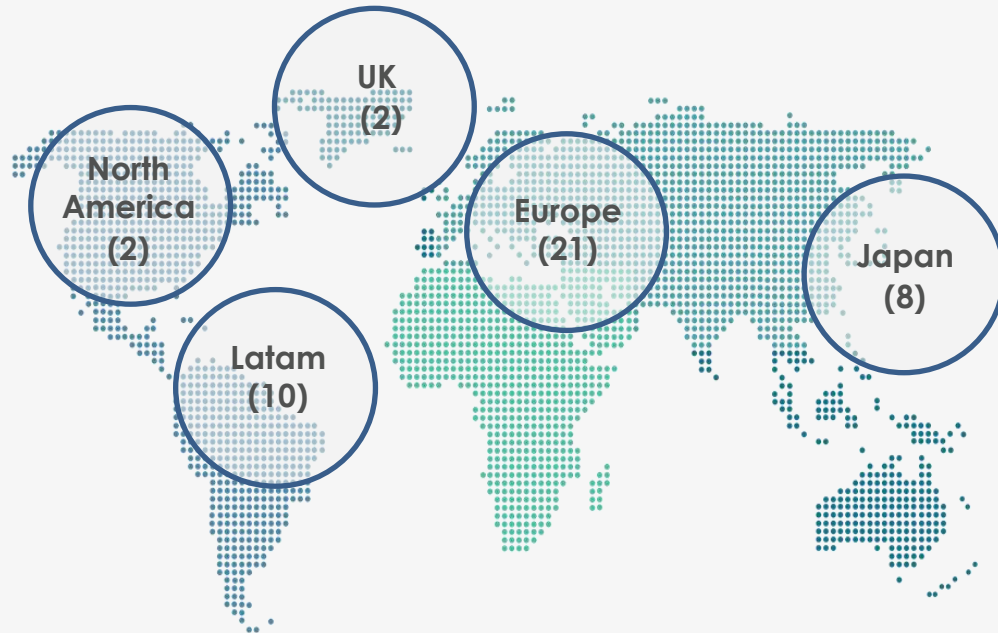 UK
(2)
North
America
(2)
Europe
(21)
Japan
(8)
Latam
(10)